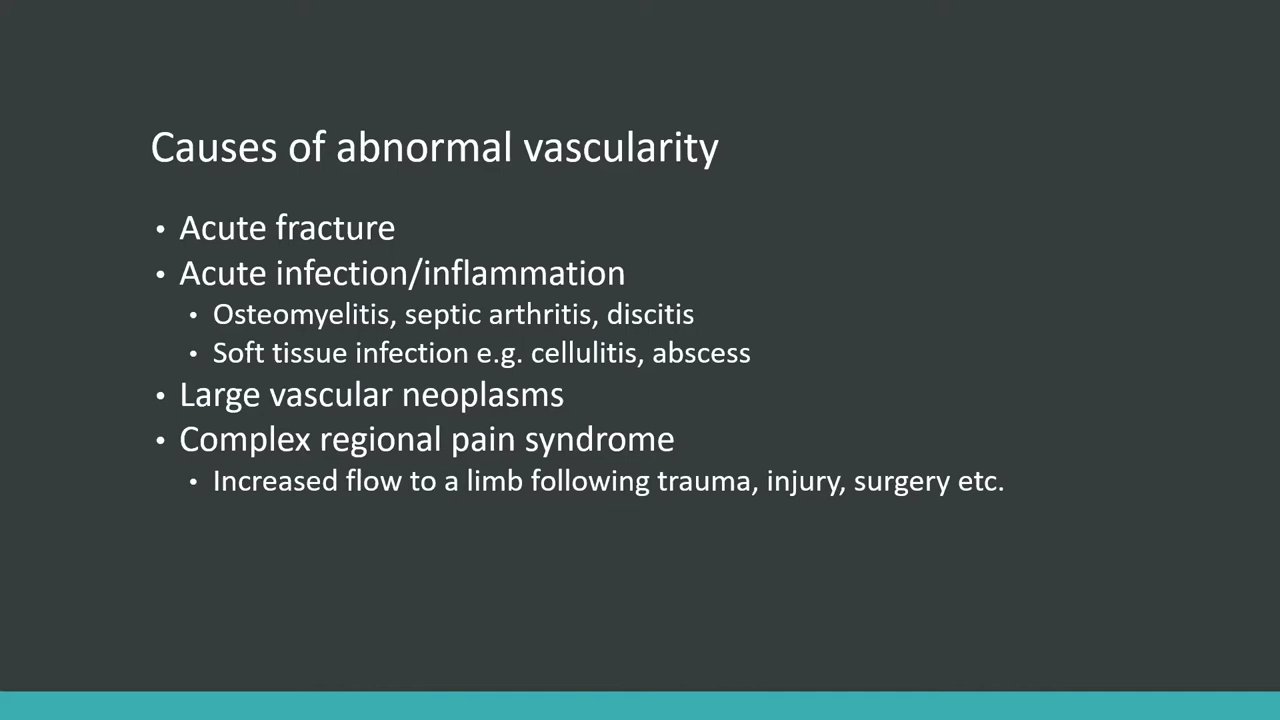 Causes of abnormal vascularity
• Acute fracture
• Acute infection/inflammation
• Osteomyelitis, septic arthritis, discitis
• Soft tissue infection e.g. cellulitis, abscess
• Large vascular neoplasms
• Complex regional pain syndrome
• Increased flow to a limb following trauma, injury, surgery etc.